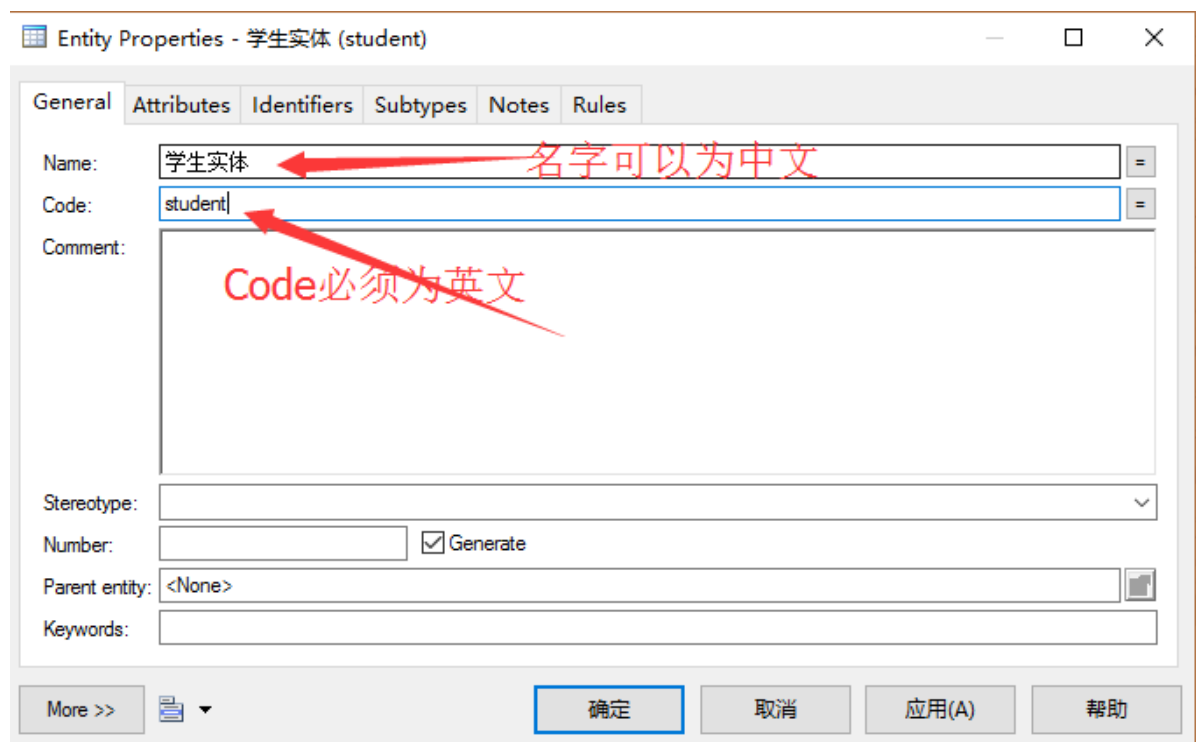 Entity Properties - 学生实体 (student)
General Attributes Identifiers Subtypes Notes Rules
Name: 学生实体 名字可以为中文 =
Code: student =
Comment:
Code必须为英文
Stereotype:
Number: Generate
Parent entity: <None>
Keywords:
More >> 确定 取消 应用(A) 帮助